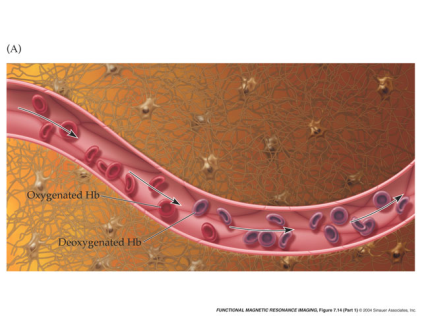 (A)
Oxygenated Hb
Deoxygenated Hb
FUNCTIONAL MAGNETIC RESONANCE IMAGING, Figure 7.14 (Part 1) © 2004 Sinauer Associates, Inc.